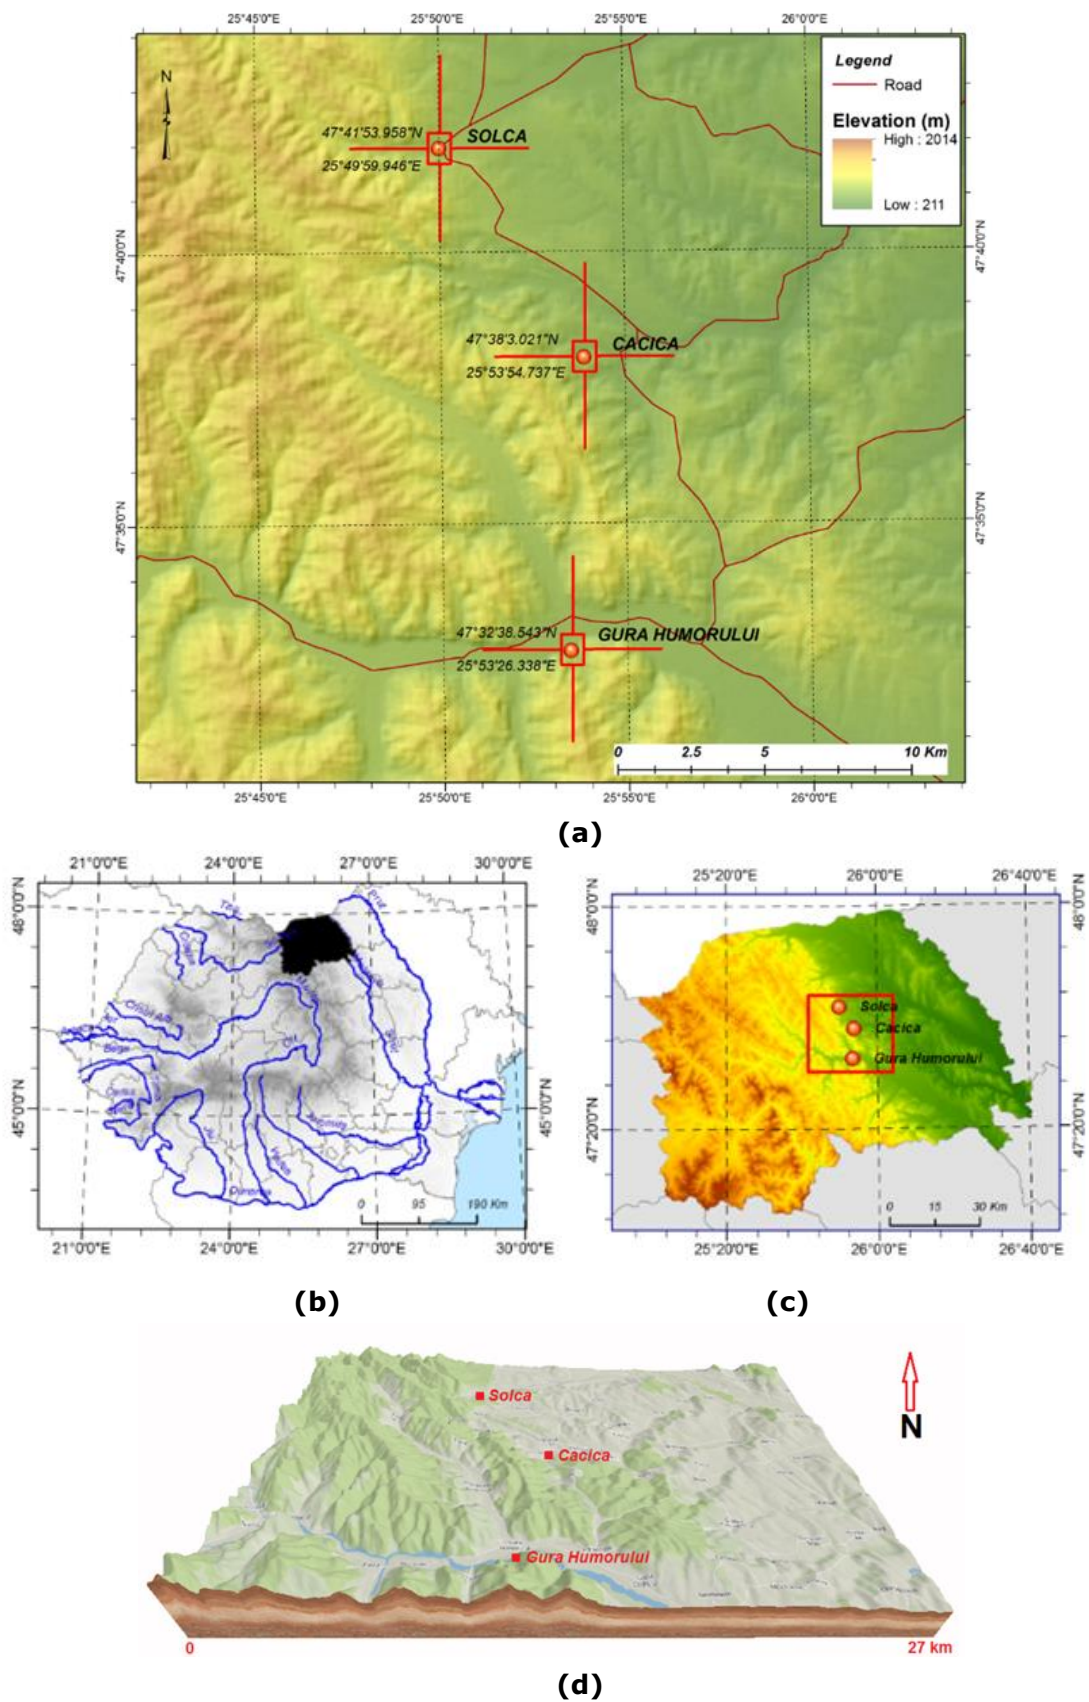 25°45'0"E 25°50'0"E 25°55'0"E 26°0'0"E
Legend
Road
Elevation (m)
High : 2014
Low : 211
N
47°41'53.958"N
SOLCA
25°49'59.946"E
47°40'0"N
47°40'0"N
47°38'3.021"N
CACICA
25°53'54.737"E
47°35'0"N
47°35'0"N
47°32'38.543"N
GURA HUMORULUI
25°53'26.338"E
0 2.5 5 10 Km
25°45'0"E 25°50'0"E 25°55'0"E 26°0'0"E
(a)
21°0'0"E 24°0'0"E 27°0'0"E 30°0'0"E
48°0'0"N
45°0'0"N
45°0'0"N
Prut
Olt
Dunarea
0 95 190 Km
21°0'0"E 24°0'0"E 27°0'0"E 30°0'0"E
(b)
25°20'0"E 26°0'0"E 26°40'0"E
48°0'0"N
48°0'0"N
Solca
Cacica
Gura Humorului
47°20'0"N
47°20'0"N
0 15 30 Km
25°20'0"E 26°0'0"E 26°40'0"E
(c)
Solca
Cacica
Gura Humorului
N
0
27 km
(d)